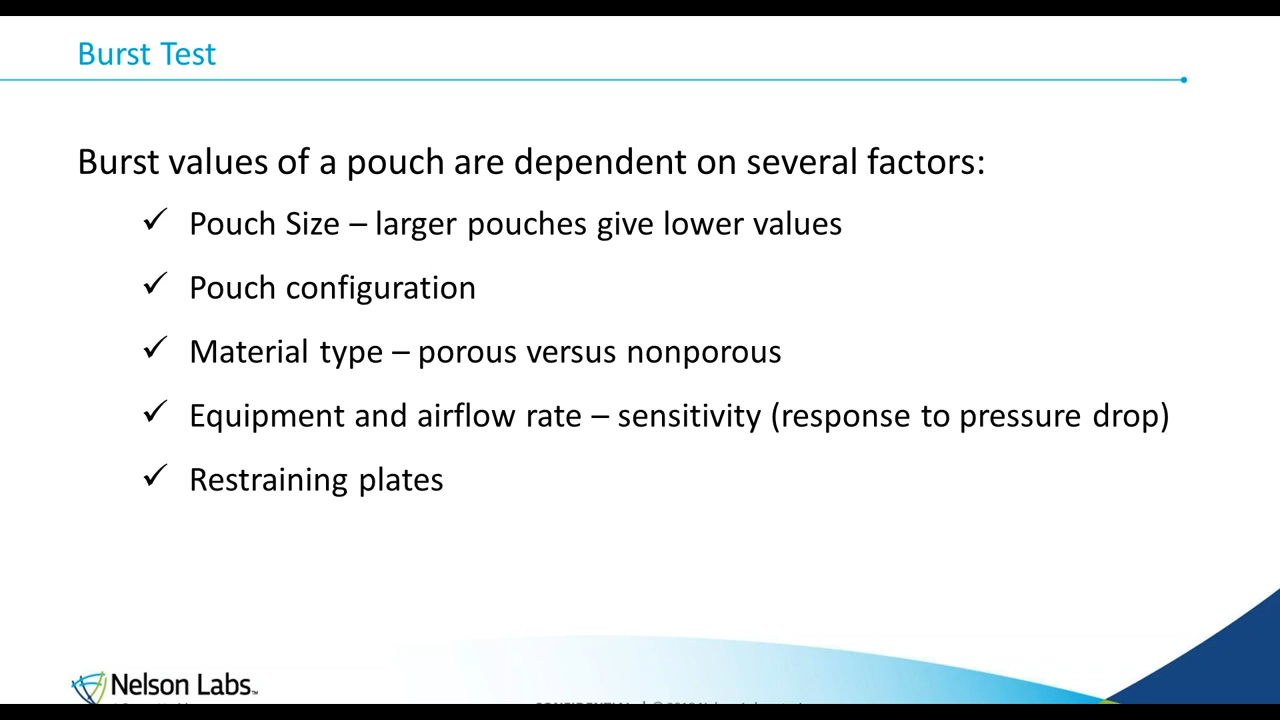 Burst Test
Burst values of a pouch are dependent on several factors:
✓ Pouch Size – larger pouches give lower values
✓ Pouch configuration
✓ Material type – porous versus nonporous
✓ Equipment and airflow rate – sensitivity (response to pressure drop)
✓ Restraining plates
Nelson Labs™